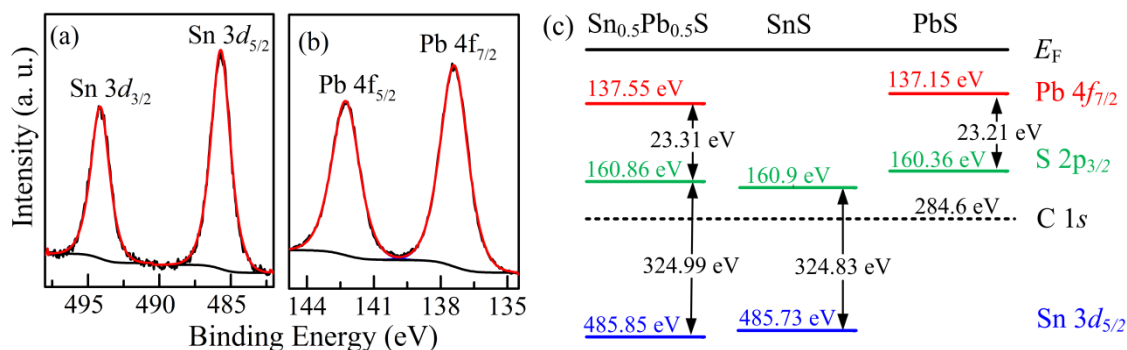 (a)
Sn 3d5/2
Sn 3d3/2
(b)
Pb 4f7/2
Pb 4f5/2
Intensity (a. u.)
495 490 485
144 141 138 135
Binding Energy (eV)
(c)
Sn0.5Pb0.5S SnS PbS
EF
137.55 eV 137.15 eV Pb 4f7/2
23.31 eV 23.21 eV
160.86 eV 160.9 eV 160.36 eV S 2p3/2
284.6 eV C 1s
324.99eV 324.83 eV
485.85 eV 485.73 eV Sn 3d5/2